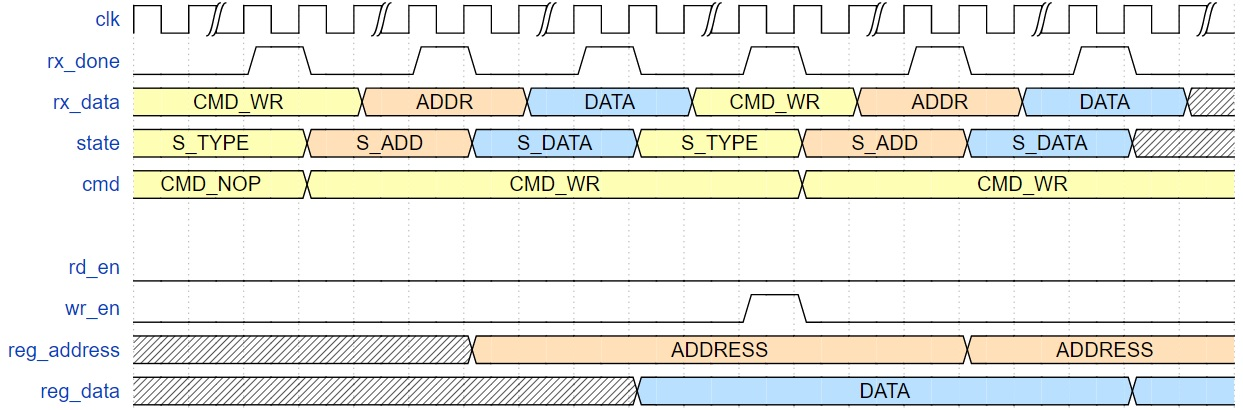 clk
rx_done
rx_data CMD_WR ADDR DATA CMD_WR ADDR DATA
state S_TYPE S_ADD S_DATA S_TYPE S_ADD S_DATA
cmd CMD_NOP CMD_WR CMD_WR
rd_en
wr_en
reg_address ADDRESS ADDRESS
reg_data DATA